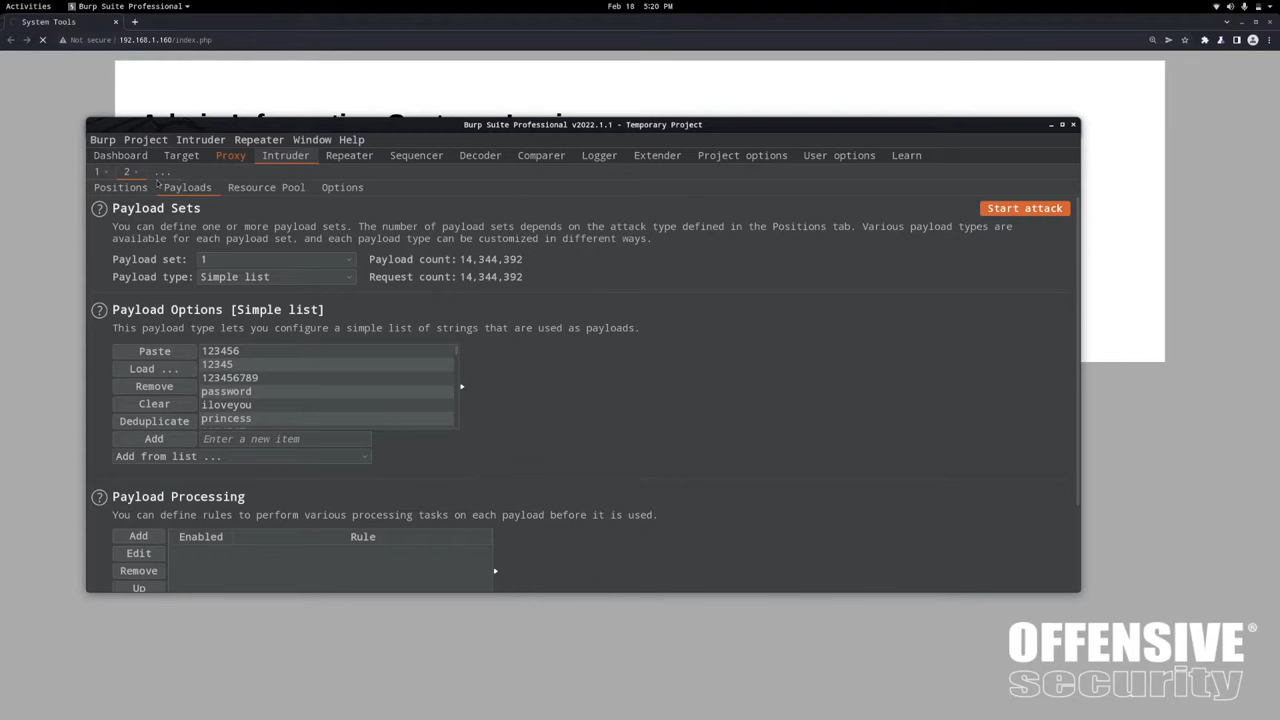 Activities Burp Suite Professional Feb 18 5:20 PM
System Tools
Not secure 192.168.1.160/index.php
Burp Suite Professional v2022.1.1 - Temporary Project
Burp Project Intruder Repeater Window Help
Dashboard Target Proxy Intruder Repeater Sequencer Decoder Comparer Logger Extender Project options User options Learn
1 × 2 × ...
Positions Payloads Resource Pool Options
? Payload Sets Start attack
You can define one or more payload sets. The number of payload sets depends on the attack type defined in the Positions tab. Various payload types are
available for each payload set, and each payload type can be customized in different ways.
Payload set: 1 Payload count: 14,344,392
Payload type: Simple list Request count: 14,344,392
? Payload Options [Simple list]
This payload type lets you configure a simple list of strings that are used as payloads.
Paste 123456
12345
Load ... 123456789
Remove password
Clear iloveyou
Deduplicate princess
Add Enter a new item
Add from list ...
? Payload Processing
You can define rules to perform various processing tasks on each payload before it is used.
Add Enabled Rule
Edit
Remove
Up
OFFENSIVE®
security